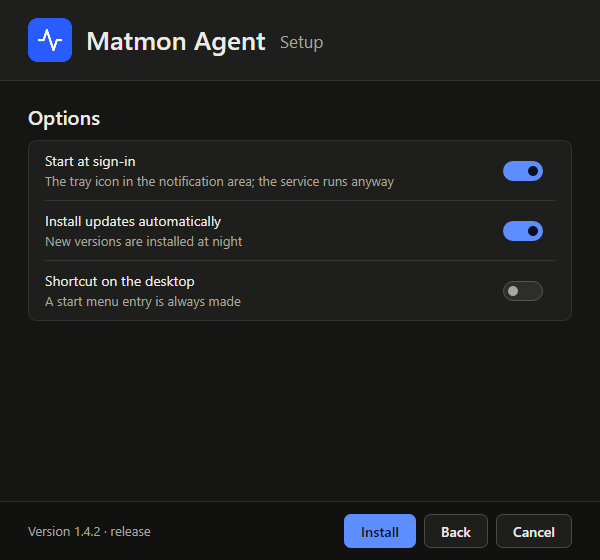 Matmon Agent Setup
Options
Start at sign-in
The tray icon in the notification area; the service runs anyway
Install updates automatically
New versions are installed at night
Shortcut on the desktop
A start menu entry is always made
Version 1.4.2 · release
Install
Back
Cancel